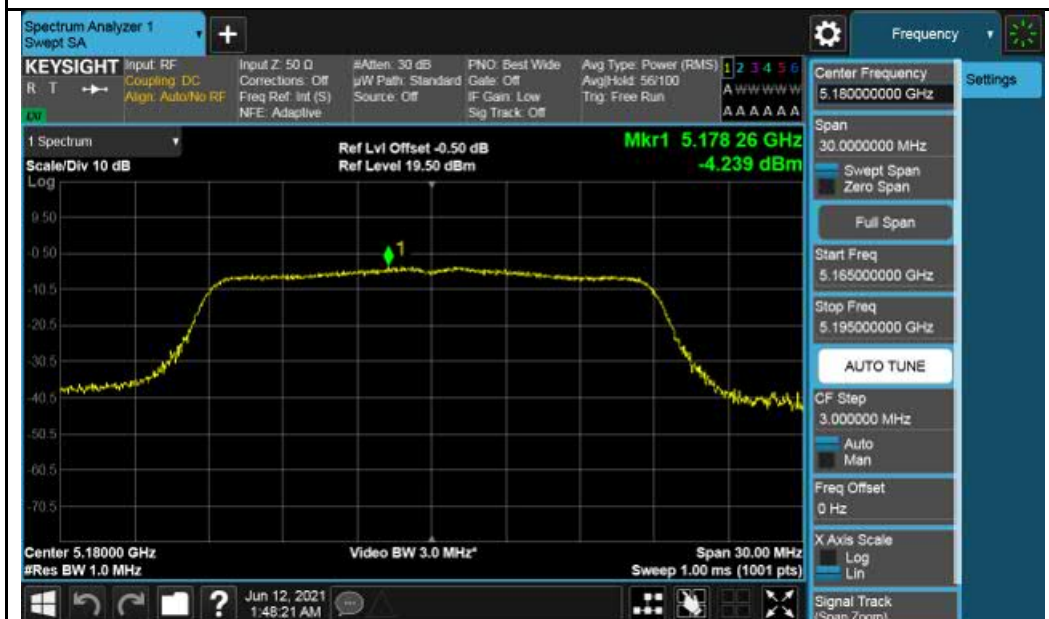 Spectrum Analyzer 1
Swept SA
+
Frequency
KEYSIGHT
R T
Input: RF
Coupling: DC
Align: Auto/No RF
Input Z: 50 Ω
Corrections: Off
Freq Ref: Int (S)
NFE: Adaptive
#Atten: 30 dB
µW Path: Standard
Source: Off
PNO: Best Wide
Gate: Off
IF Gain: Low
Sig Track: Off
Avg Type: Power (RMS)
Avg|Hold: 56/100
Trig: Free Run
1 2 3 4 5 6
A W W W W W
A A A A A A
1 Spectrum
Scale/Div 10 dB
Log
Ref Lvl Offset -0.50 dB
Ref Level 19.50 dBm
Mkr1 5.178 26 GHz
-4.239 dBm
9.50
-0.50
-10.5
-20.5
-30.5
-40.5
-50.5
-60.5
-70.5
1
Center 5.18000 GHz
#Res BW 1.0 MHz
Video BW 3.0 MHz*
Span 30.00 MHz
Sweep 1.00 ms (1001 pts)
Center Frequency
5.180000000 GHz
Settings
Span
30.0000000 MHz
Swept Span
Zero Span
Full Span
Start Freq
5.165000000 GHz
Stop Freq
5.195000000 GHz
AUTO TUNE
CF Step
3.000000 MHz
Auto
Man
Freq Offset
0 Hz
X Axis Scale
Log
Lin
Signal Track
(Span Zoom)
?
Jun 12, 2021
1:48:21 AM